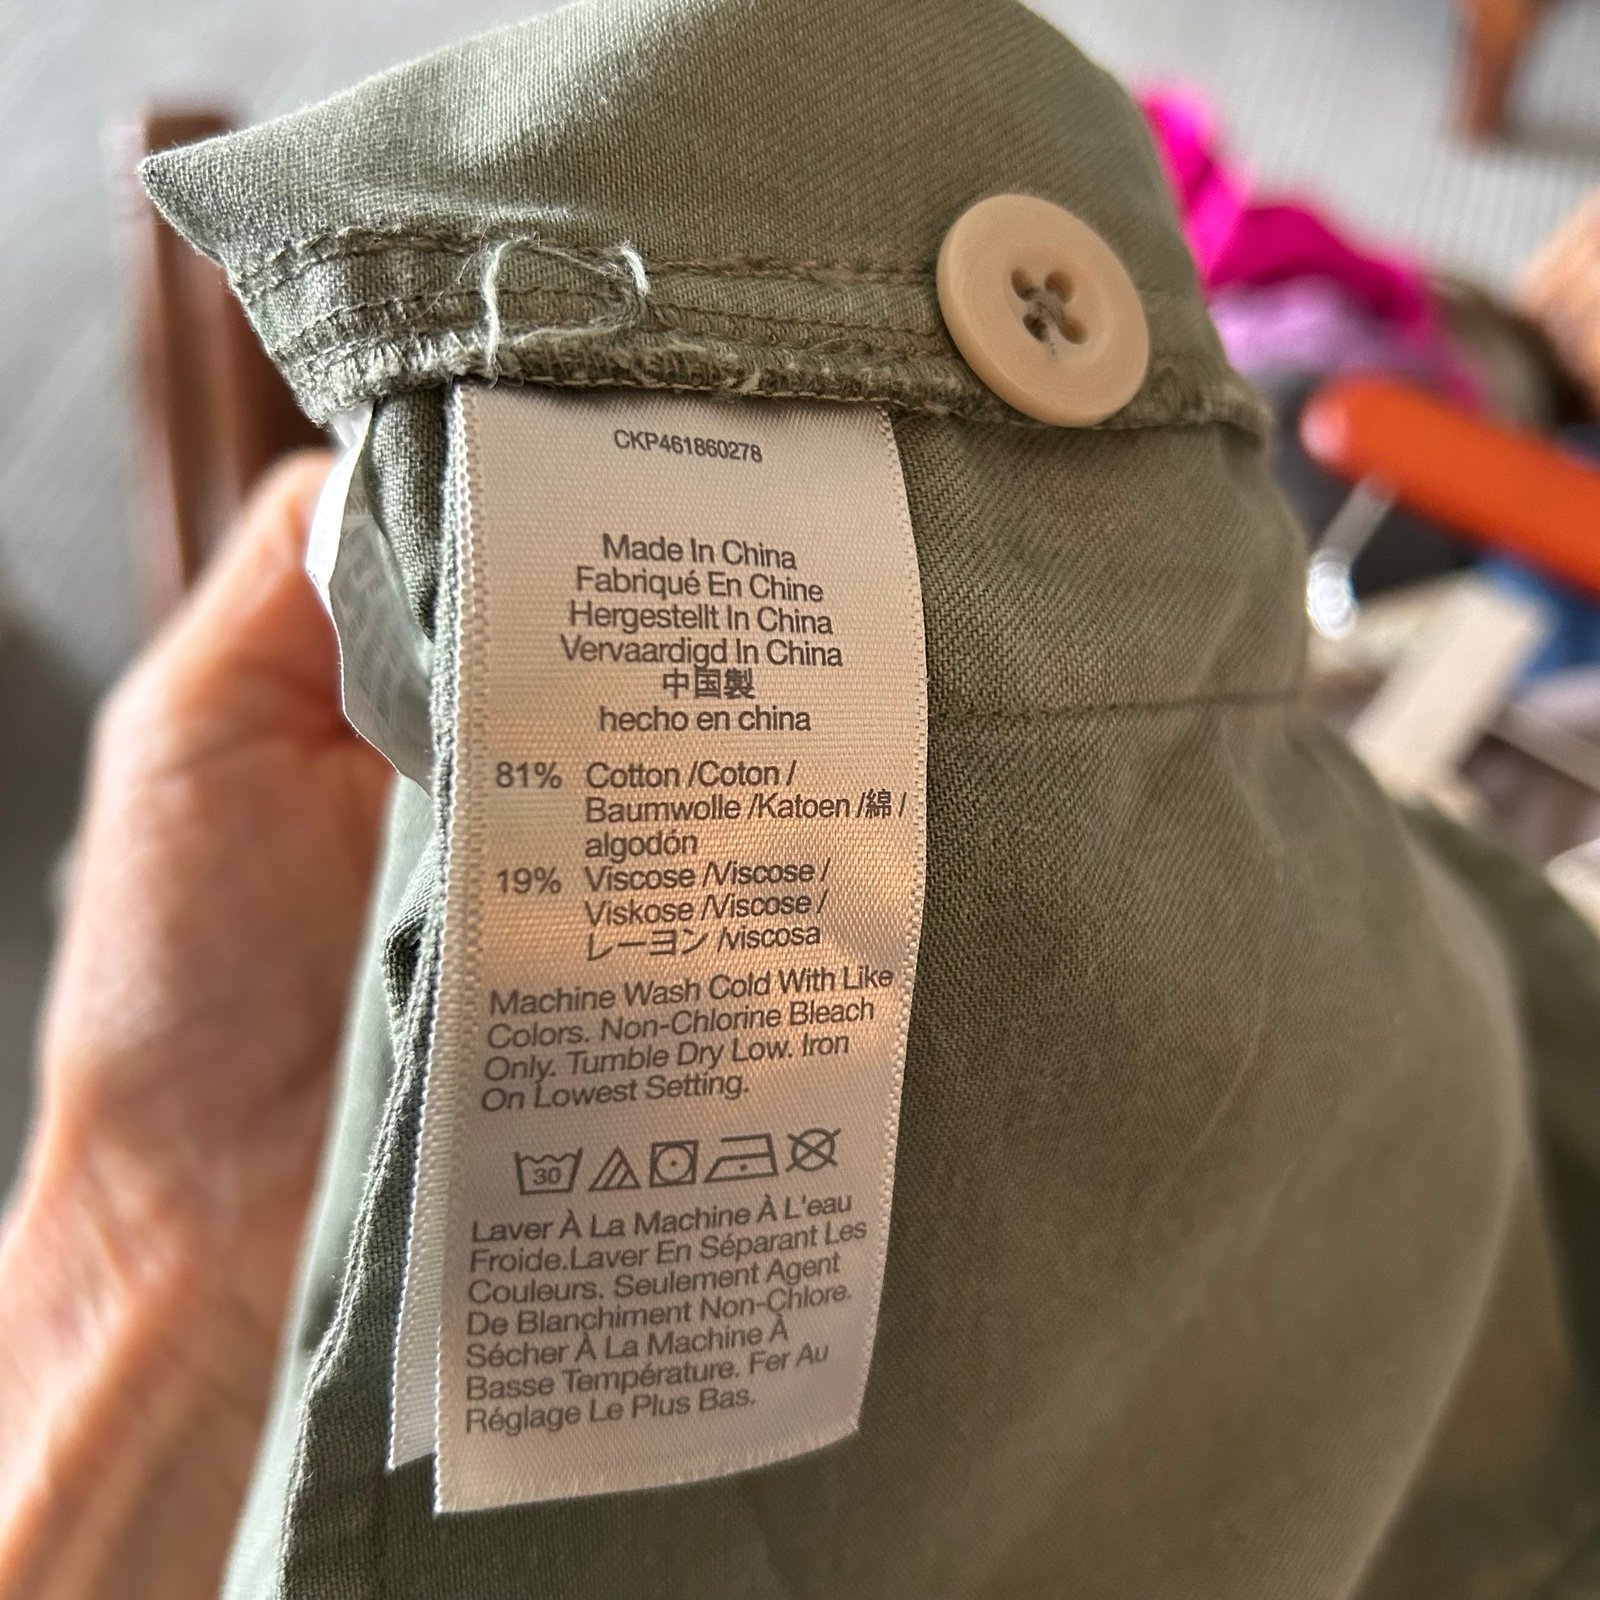 CKP461860278
Made In China
Fabriqué En Chine
Hergestellt In China
Vervaardigd In China
中国製
hecho en china
81% Cotton /Coton /
Baumwolle /Katoen /綿 /
algodón
19% Viscose /Viscose /
Viskose /Viscose /
レーヨン /viscosa
Machine Wash Cold With Like
Colors. Non-Chlorine Bleach
Only. Tumble Dry Low. Iron
On Lowest Setting.
30
Laver À La Machine À L'eau
Froide.Laver En Séparant Les
Couleurs. Seulement Agent
De Blanchiment Non-Chlore.
Sécher À La Machine À
Basse Température. Fer Au
Réglage Le Plus Bas.